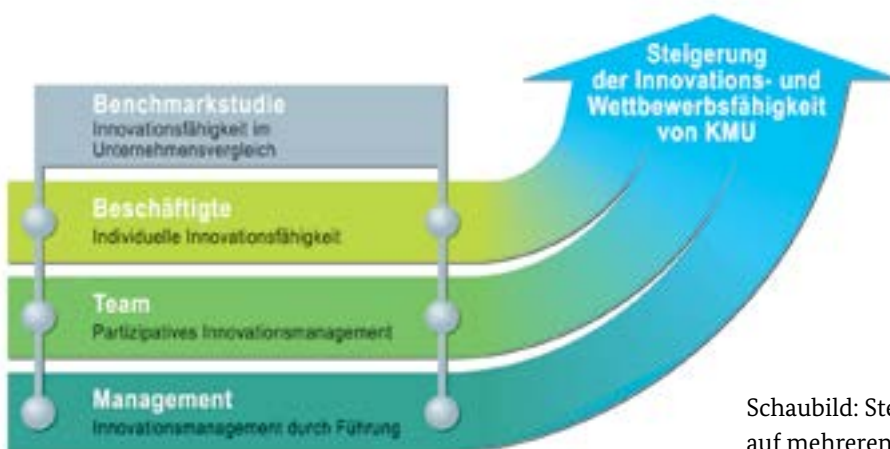 Steigerung
der Innovations- und
Wettbewerbsfähigkeit
von KMU
Benchmarkstudie
Innovationsfähigkeit im
Unternehmensvergleich
Beschäftigte
Individuelle Innovationsfähigkeit
Team
Partizipatives Innovationsmanagement
Management
Innovationsmanagement durch Führung
Schaubild: Ste
auf mehreren